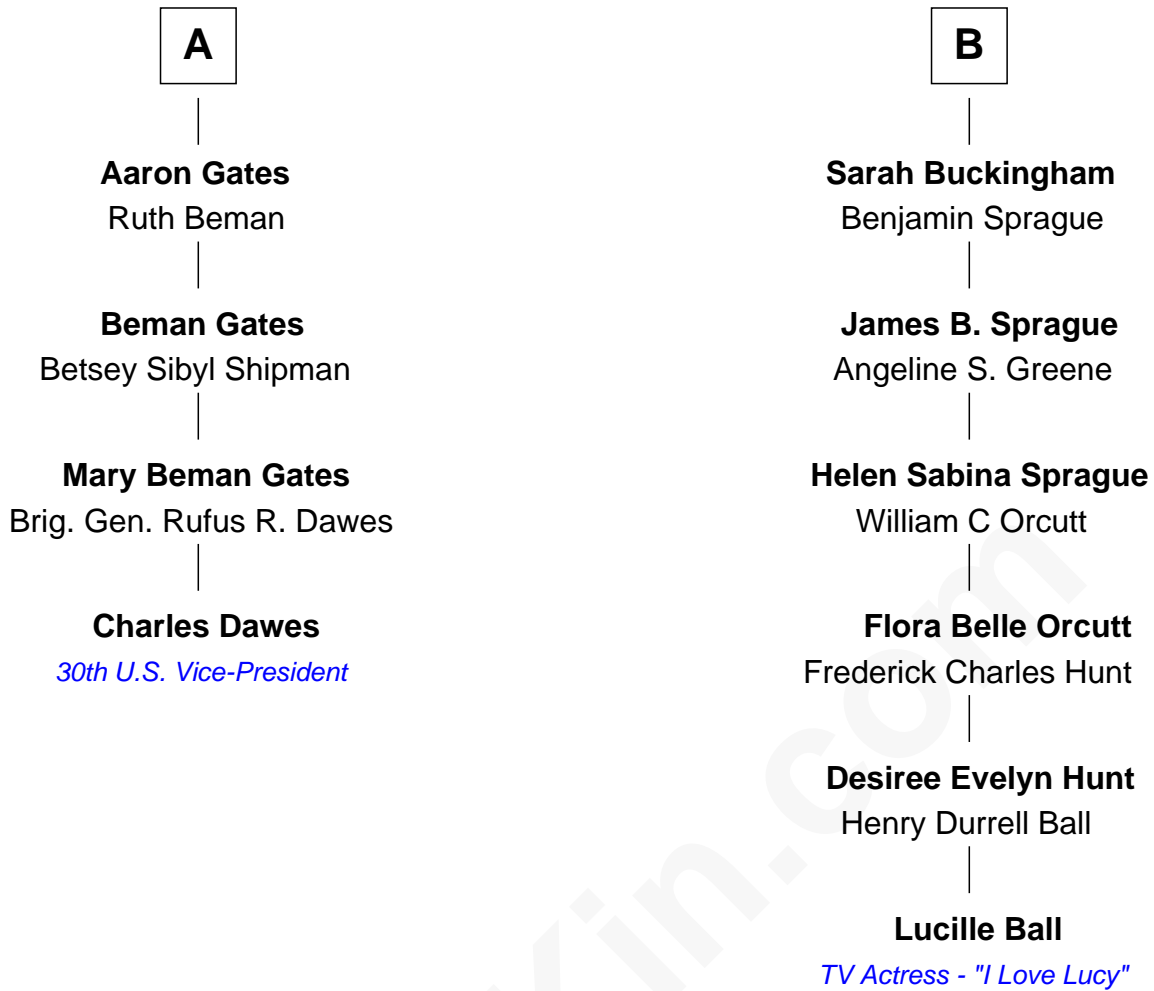 A
Aaron Gates
Ruth Beman
Beman Gates
Betsey Sibyl Shipman
Mary Beman Gates
Brig. Gen. Rufus R. Dawes
Charles Dawes
30th U.S. Vice-President
B
Sarah Buckingham
Benjamin Sprague
James B. Sprague
Angeline S. Greene
Helen Sabina Sprague
William C Orcutt
Flora Belle Orcutt
Frederick Charles Hunt
Desiree Evelyn Hunt
Henry Durrell Ball
Lucille Ball
TV Actress - "I Love Lucy"